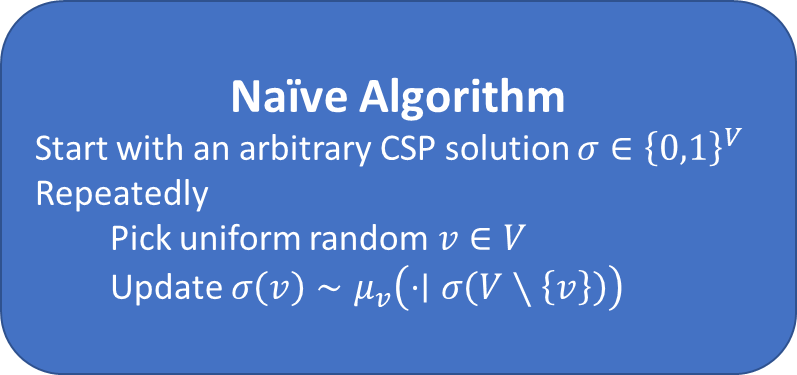 Naïve Algorithm
Start with an arbitrary CSP solution 𝜎 ∈ {0,1}^𝑉
Repeatedly
Pick uniform random 𝑣 ∈ 𝑉
Update 𝜎(𝑣) ~ 𝜇_𝑣(⋅| 𝜎(𝑉 ∖ {𝑣}))